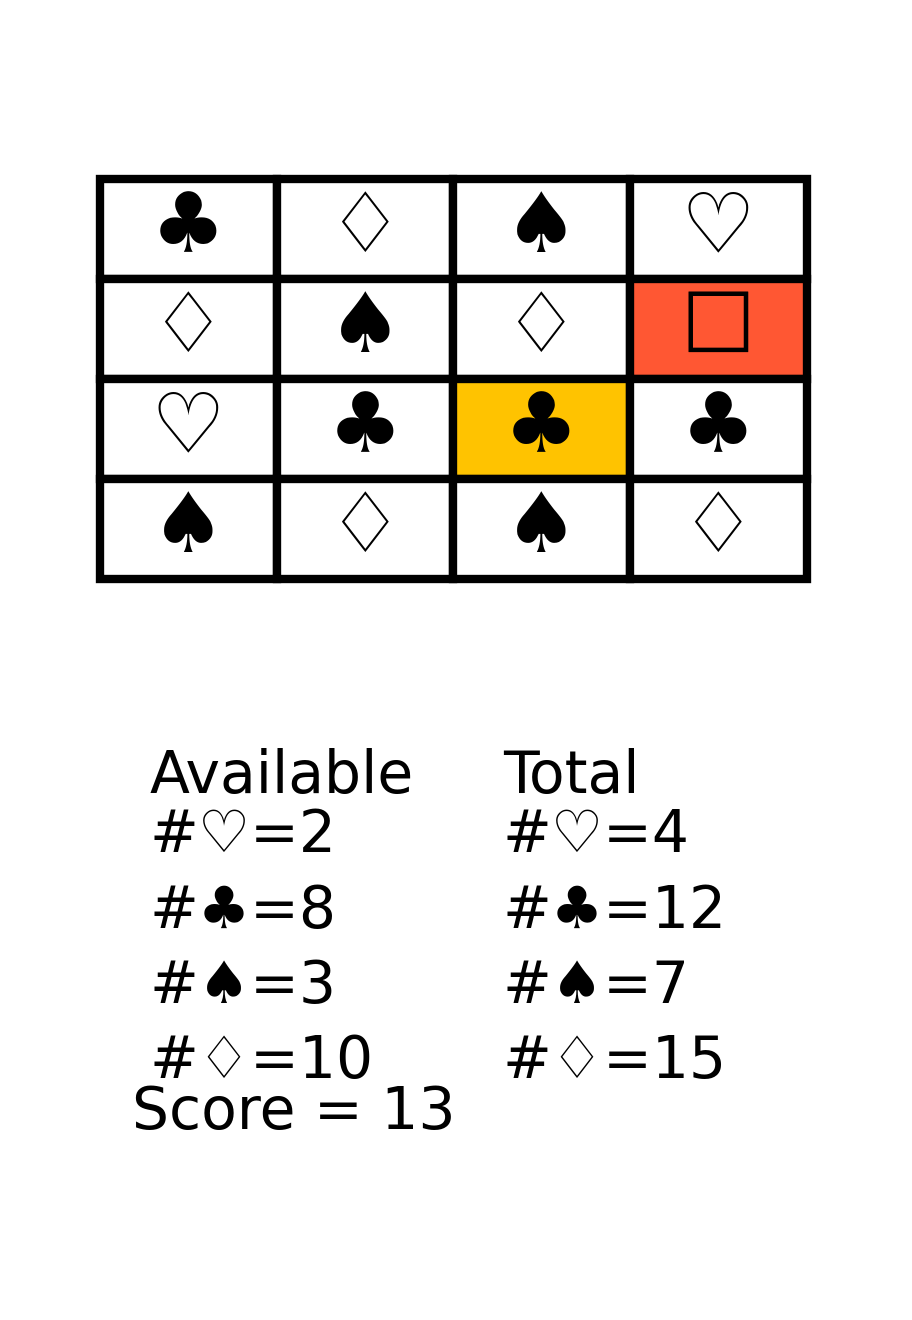 ♣ ♢ ♠ ♡
♢ ♠ ♢ □
♡ ♣ ♣ ♣
♠ ♢ ♠ ♢
Available Total
#♡=2 #♡=4
#♣=8 #♣=12
#♠=3 #♠=7
#♢=10 #♢=15
Score = 13